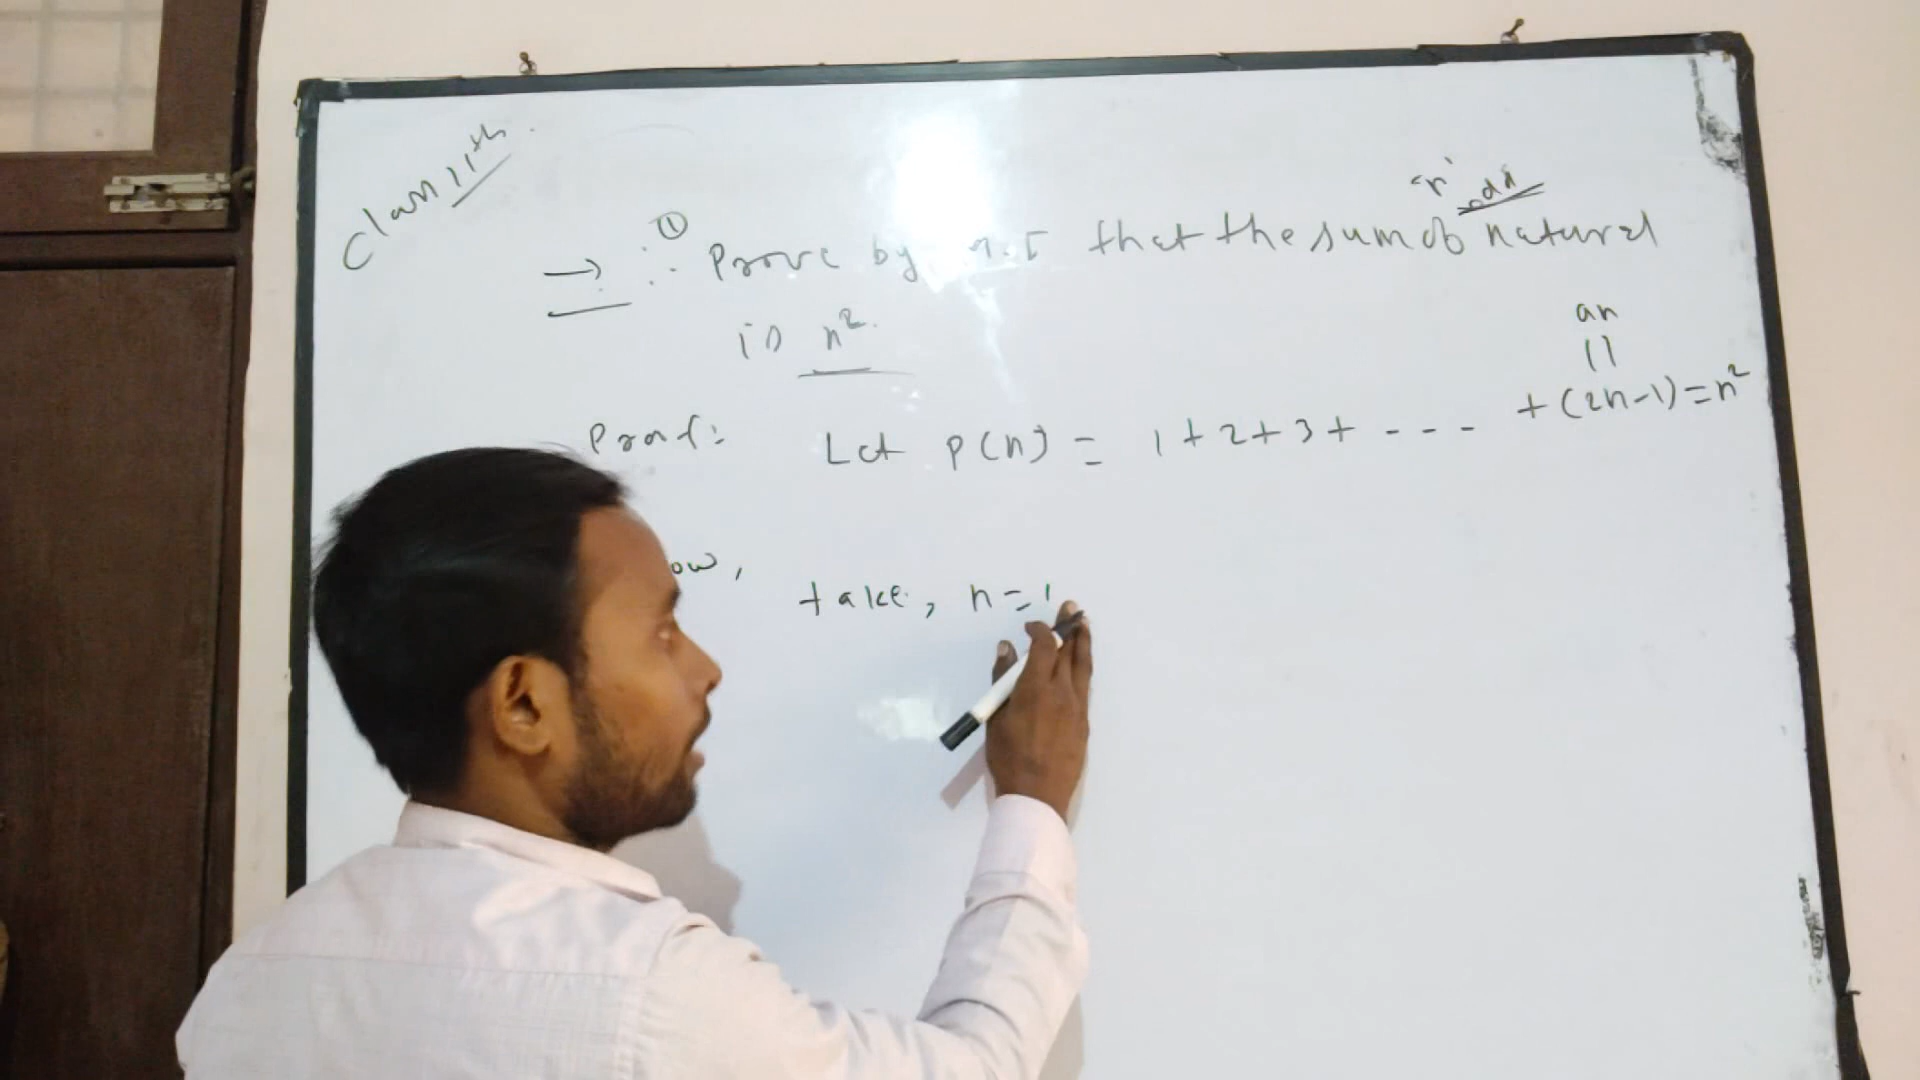 Class 11th.
'n' odd
→ ① Prove by that the sum of natural
is n².
an
||
Proof: Let P(n) = 1+2+3+ - - - +(2n-1)=n²
ow,
take, n=1